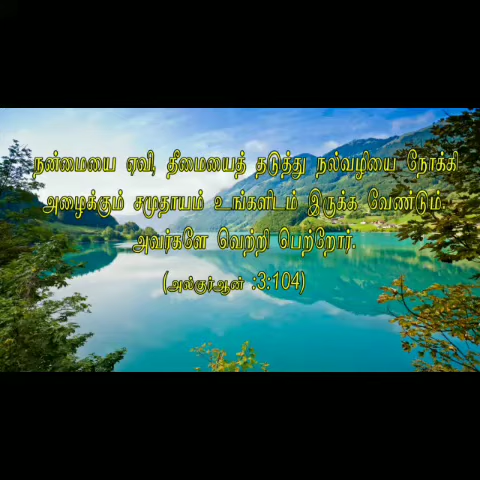 நன்மையை ஏவி, தீமையைத் தடுத்து நல்வழியை நோக்கி
அழைக்கும் சமுதாயம் உங்களிடம் இருக்க வேண்டும்.
அவர்களே வெற்றி பெற்றோர்.
(அல்குர்ஆன் :3:104)